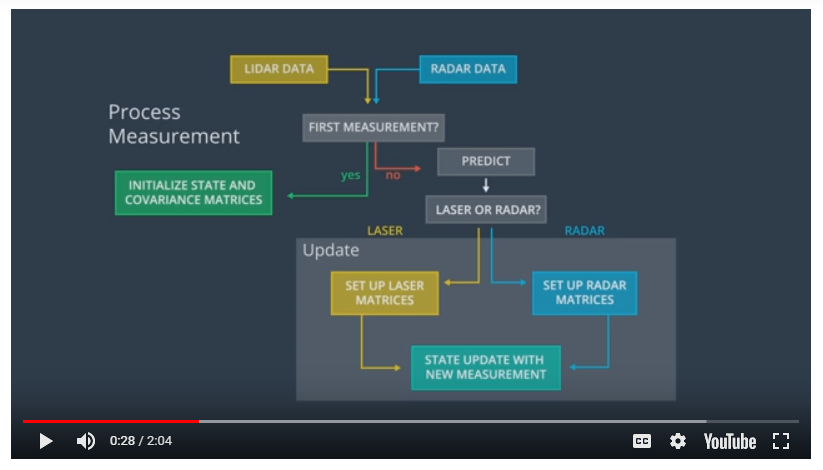 LIDAR DATA
RADAR DATA
Process
Measurement
FIRST MEASUREMENT?
PREDICT
yes
no
INITIALIZE STATE AND
COVARIANCE MATRICES
LASER OR RADAR?
LASER
RADAR
Update
SET UP LASER
MATRICES
SET UP RADAR
MATRICES
STATE UPDATE WITH
NEW MEASUREMENT
0:28 / 2:04
CC
YouTube